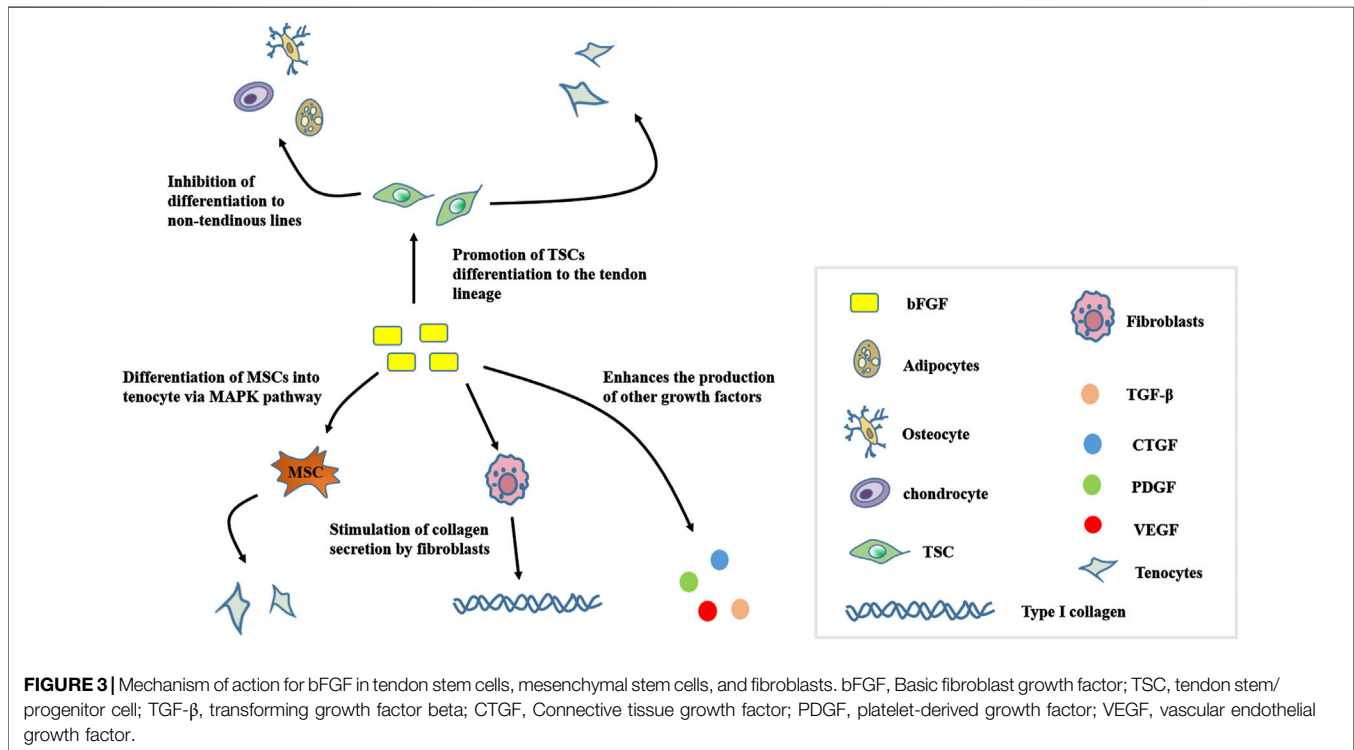 Inhibition of
differentiation to
non-tendinous lines
Promotion of TSCs
differentiation to the tendon
lineage
Differentiation of MSCs into
tenocyte via MAPK pathway
Enhances the production
of other growth factors
MSC
Stimulation of collagen
secretion by fibroblasts
bFGF
Adipocytes
Osteocyte
chondrocyte
TSC
Type I collagen
Fibroblasts
TGF-β
CTGF
PDGF
VEGF
Tenocytes
FIGURE 3 | Mechanism of action for bFGF in tendon stem cells, mesenchymal stem cells, and fibroblasts. bFGF, Basic fibroblast growth factor; TSC, tendon stem/
progenitor cell; TGF-β, transforming growth factor beta; CTGF, Connective tissue growth factor; PDGF, platelet-derived growth factor; VEGF, vascular endothelial
growth factor.